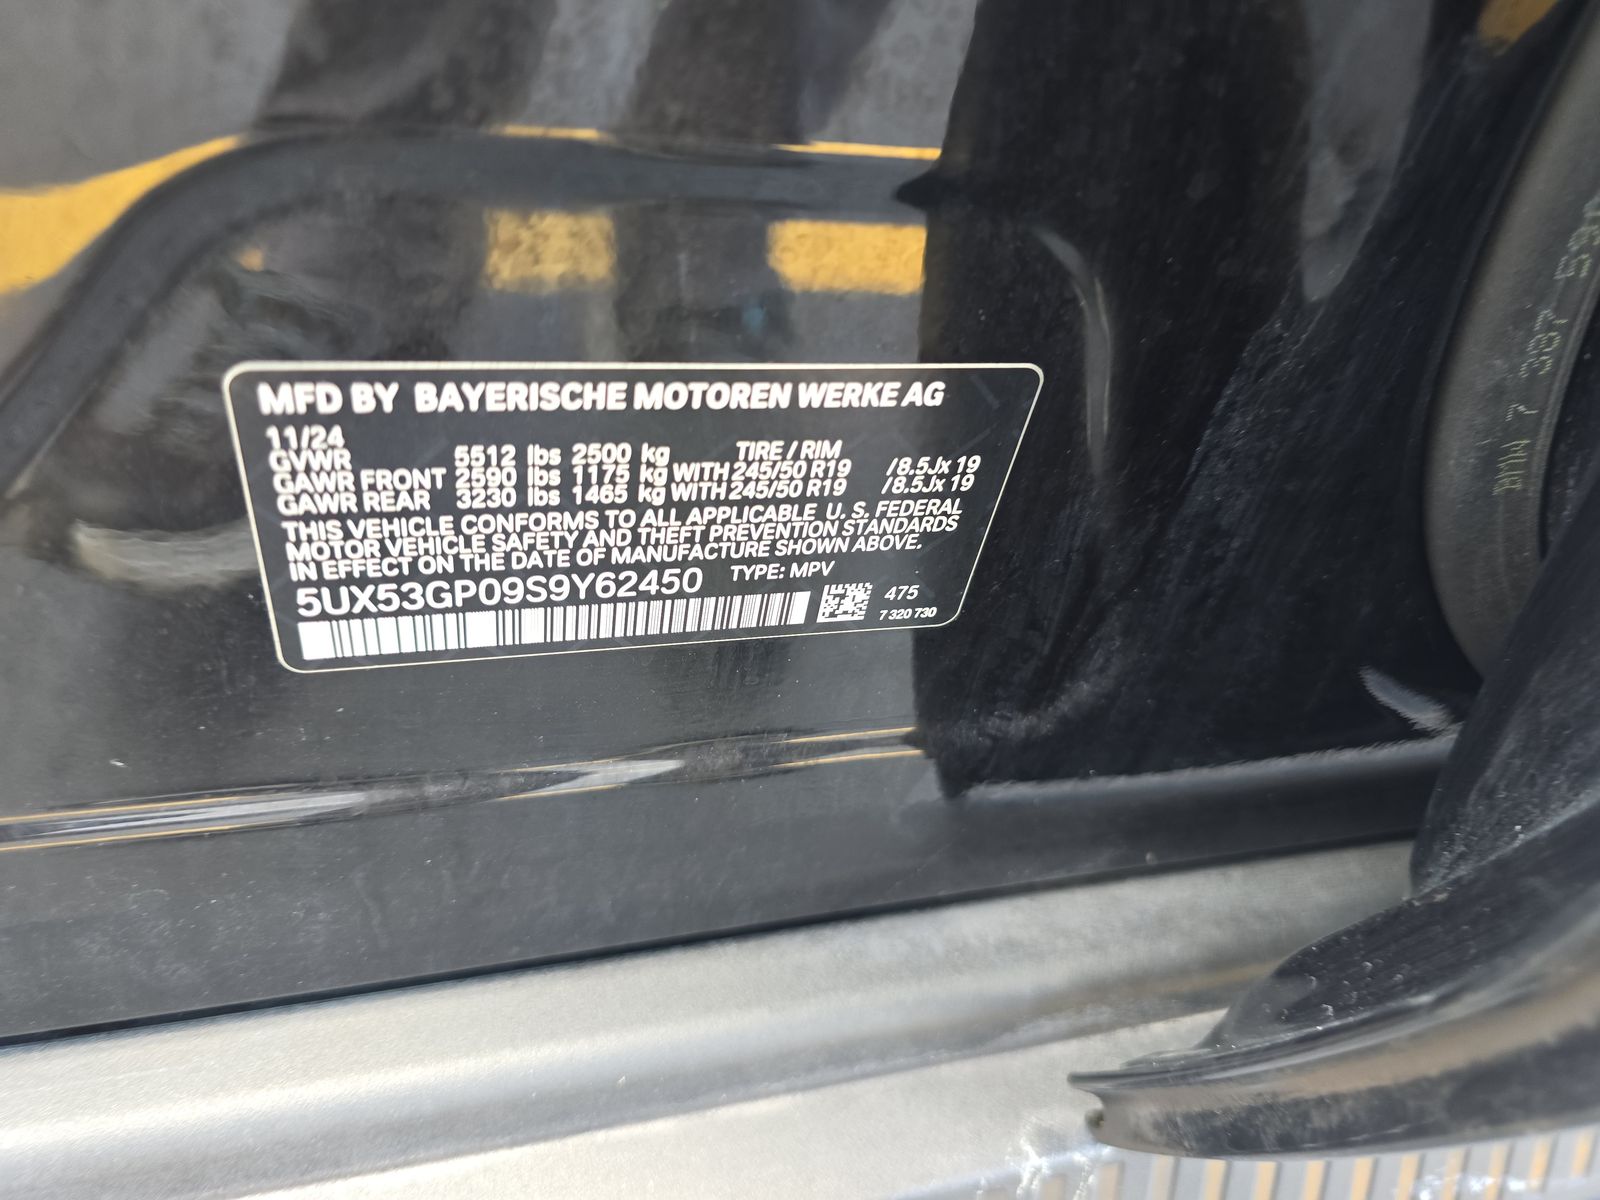 MFD BY BAYERISCHE MOTOREN WERKE AG
11/24
GVWR 5512 lbs 2500 kg TIRE / RIM
GAWR FRONT 2590 lbs 1175 kg WITH 245/50 R19 /8.5Jx 19
GAWR REAR 3230 lbs 1465 kg WITH 245/50 R19 /8.5Jx 19
THIS VEHICLE CONFORMS TO ALL APPLICABLE U. S. FEDERAL
MOTOR VEHICLE SAFETY AND THEFT PREVENTION STANDARDS
IN EFFECT ON THE DATE OF MANUFACTURE SHOWN ABOVE.
5UX53GP09S9Y62450 TYPE: MPV
475
7 320 730